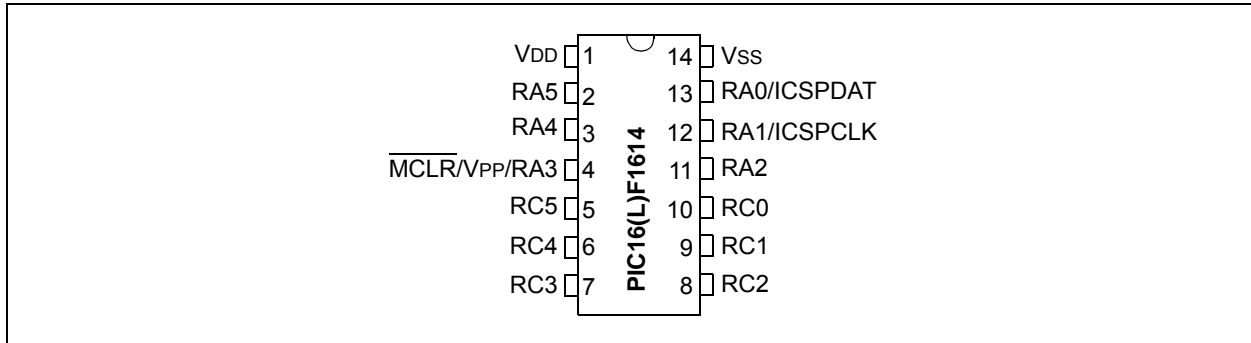 VDD 1 14 VSS
RA5 2 13 RA0/ICSPDAT
RA4 3 12 RA1/ICSPCLK
MCLR/VPP/RA3 4 11 RA2
RC5 5 10 RC0
RC4 6 9 RC1
RC3 7 8 RC2
PIC16(L)F1614